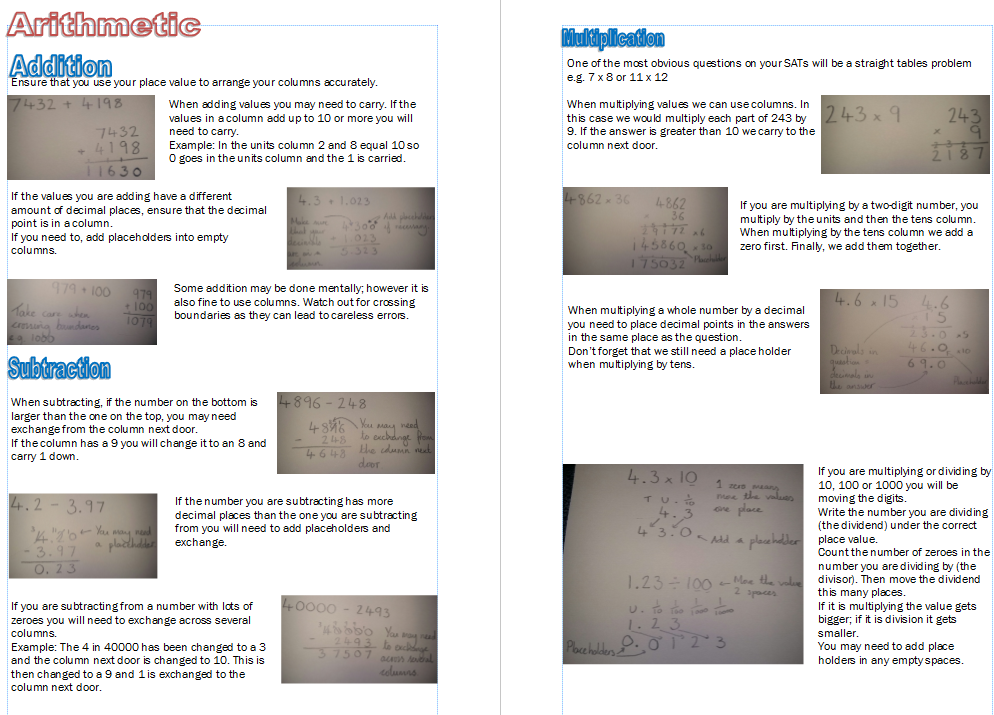 Arithmetic
Addition
Ensure that you use your place value to arrange your columns accurately.
7432 + 4198
7432
+ 4198
11630
When adding values you may need to carry. If the
values in a column add up to 10 or more you will
need to carry.
Example: In the units column 2 and 8 equal 10 so
0 goes in the units column and the 1 is carried.
If the values you are adding have a different
amount of decimal places, ensure that the decimal
point is in a column.
If you need to, add placeholders into empty
columns.
4.3 + 1.023
Make sure
that your
decimals
are in a
column
4.300
1.023
5.323
Add placeholders
if necessary
979 + 100
979
+100
1079
Take care when
crossing boundaries
e.g. 1000
Some addition may be done mentally; however it is
also fine to use columns. Watch out for crossing
boundaries as they can lead to careless errors.
Subtraction
When subtracting, if the number on the bottom is
larger than the one on the top, you may need
exchange from the column next door.
If the column has a 9 you will change it to an 8 and
carry 1 down.
4896 - 248
4896
- 248
4648
You may need
to exchange from
the column next
door
4.2 - 3.97
4.20
- 3.97
0.23
You may need
a placeholder
If the number you are subtracting has more
decimal places than the one you are subtracting
from you will need to add placeholders and
exchange.
If you are subtracting from a number with lots of
zeroes you will need to exchange across several
columns.
Example: The 4 in 40000 has been changed to a 3
and the column next door is changed to 10. This is
then changed to a 9 and 1 is exchanged to the
column next door.
40000 - 2493
40000
- 2493
37507
You may need
to exchange
across several
columns
Multiplication
One of the most obvious questions on your SATs will be a straight tables problem
e.g. 7 x 8 or 11 x 12
When multiplying values we can use columns. In
this case we would multiply each part of 243 by
9. If the answer is greater than 10 we carry to the
column next door.
243 x 9
243
x 9
2187
4862 x 36
4862
36
29172 x6
145860 x30
175032
Placeholder
If you are multiplying by a two-digit number, you
multiply by the units and then the tens column.
When multiplying by the tens column we add a
zero first. Finally, we add them together.
When multiplying a whole number by a decimal
you need to place decimal points in the answers
in the same place as the question.
Don't forget that we still need a place holder
when multiplying by tens.
4.6 x 15
4.6
15
23.0 x5
46.0 x10
69.0
Decimals in
question =
decimals in
the answer
Placeholder
4.3 x 10
T U . 1/10
4.3
43.0
1 zero means
move the values
one place
Add a placeholder
1.23 ÷ 100
Move the value
2 spaces
U . 1/10
1.23
0.0123
Placeholders
If you are multiplying or dividing by
10, 100 or 1000 you will be
moving the digits.
Write the number you are dividing
(the dividend) under the correct
place value.
Count the number of zeroes in the
number you are dividing by (the
divisor). Then move the dividend
this many places.
If it is multiplying the value gets
bigger; if it is division it gets
smaller.
You may need to add place
holders in any empty spaces.